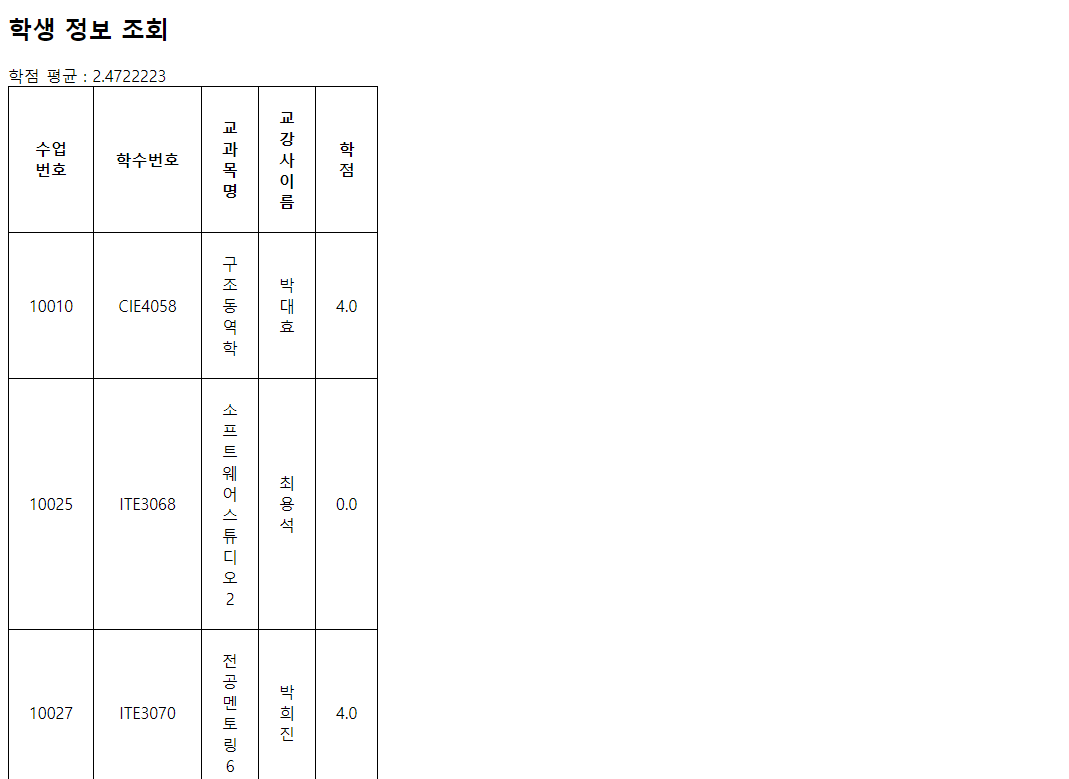 학생 정보 조회
학점 평균 : 2.4722223
수업
번호
학수번호
교
과
목
명
교
강
사
이
름
학
점
10010
CIE4058
구
조
동
역
학
박
대
효
4.0
10025
ITE3068
소
프
트
웨
어
스
튜
디
오
2
최
용
석
0.0
10027
ITE3070
전
공
멘
토
링
6
박
희
진
4.0